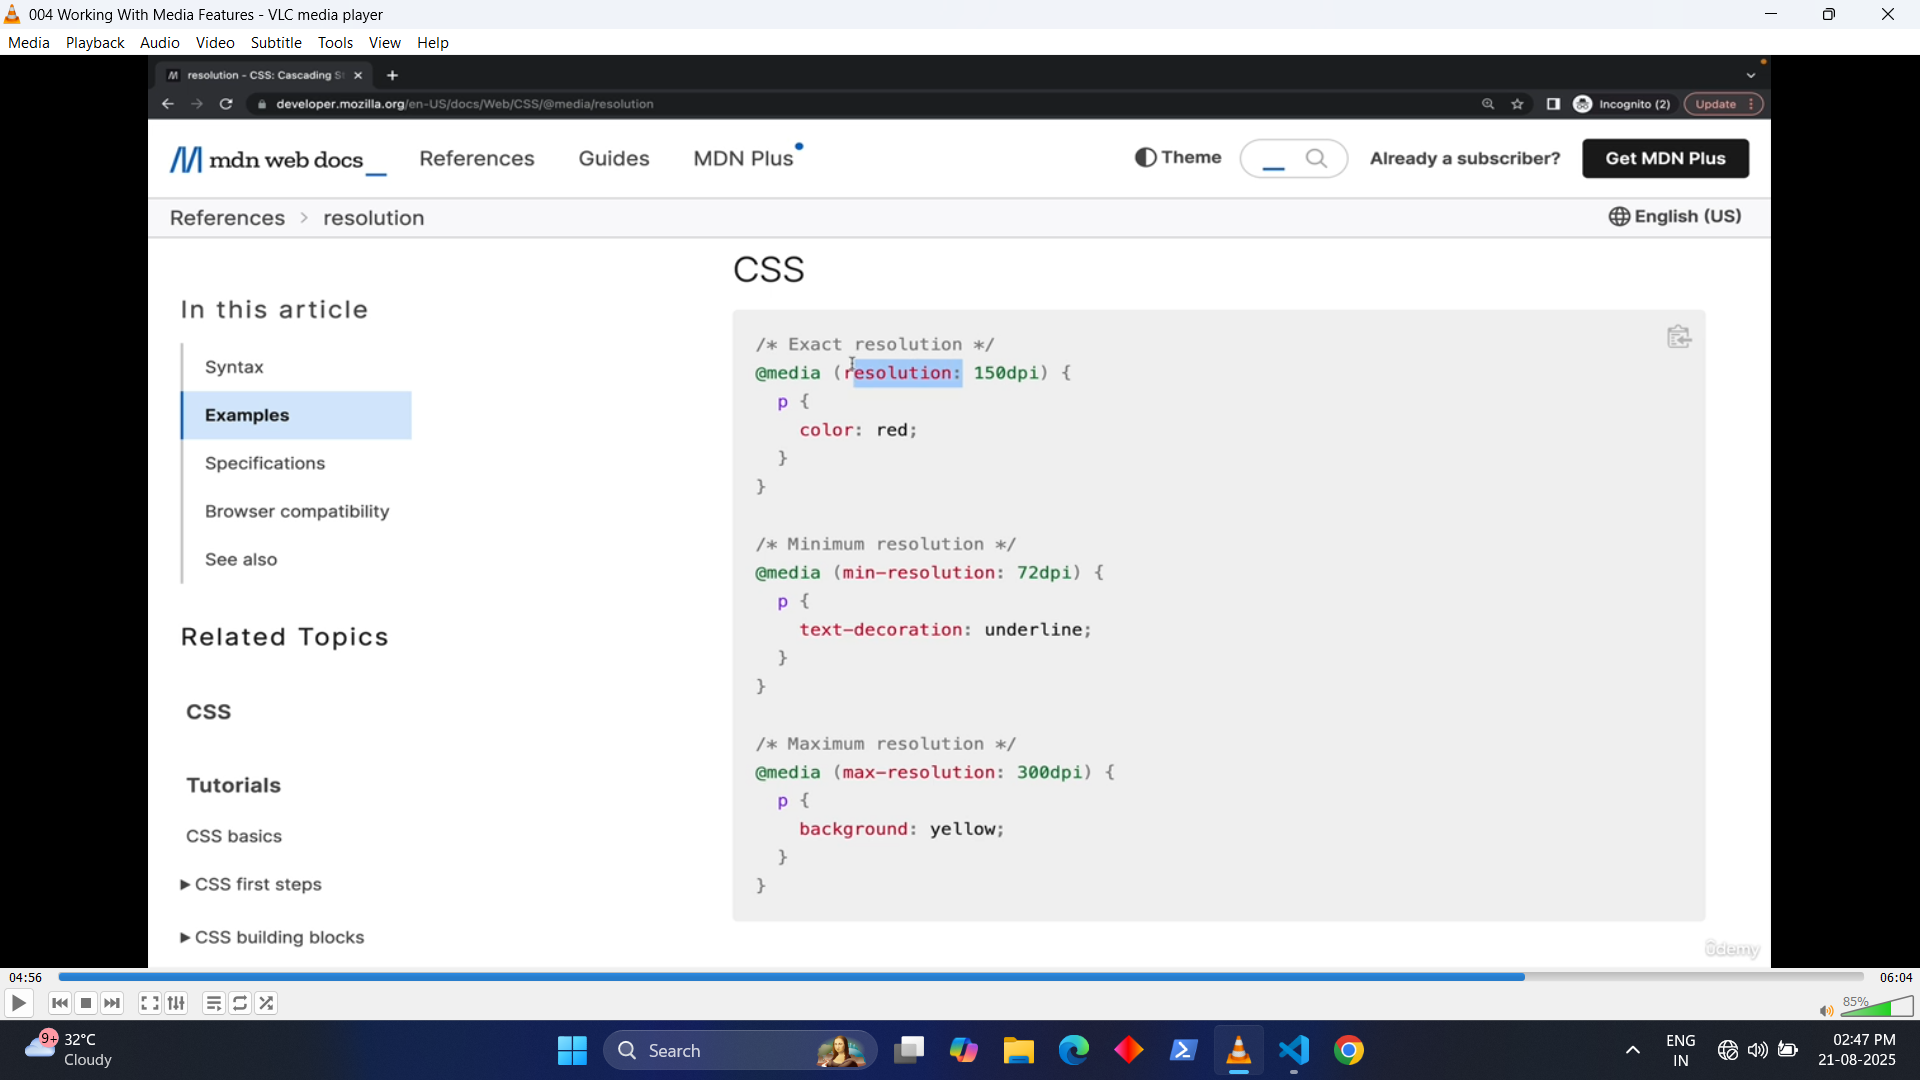 004 Working With Media Features - VLC media player
Media Playback Audio Video Subtitle Tools View Help
resolution - CSS: Cascading S
developer.mozilla.org/en-US/docs/Web/CSS/@media/resolution
Incognito (2)
Update
mdn web docs
References Guides MDN Plus
Theme
Already a subscriber?
Get MDN Plus
References > resolution
English (US)
In this article
Syntax
Examples
Specifications
Browser compatibility
See also
Related Topics
CSS
Tutorials
CSS basics
CSS first steps
CSS building blocks
CSS
/* Exact resolution */
@media (resolution: 150dpi) {
p {
color: red;
}
}
/* Minimum resolution */
@media (min-resolution: 72dpi) {
p {
text-decoration: underline;
}
}
/* Maximum resolution */
@media (max-resolution: 300dpi) {
p {
background: yellow;
}
}
ûdemy
04:56
06:04
85%
9+
32°C
Cloudy
Search
ENG
IN
02:47 PM
21-08-2025